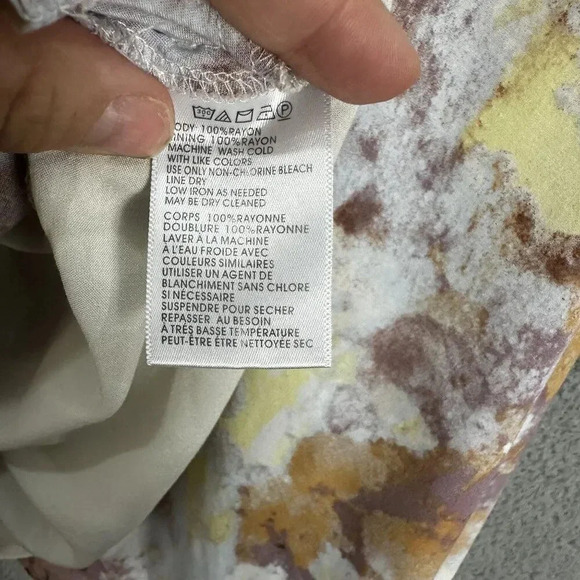 BODY 100%RAYON
LINING 100%RAYON
MACHINE WASH COLD
WITH LIKE COLORS
USE ONLY NON-CHLORINE BLEACH
LINE DRY
LOW IRON AS NEEDED
MAY BE DRY CLEANED
CORPS 100%RAYONNE
DOUBLURE 100%RAYONNE
LAVER À LA MACHINE
À L'EAU FROIDE AVEC
COULEURS SIMILAIRES
UTILISER UN AGENT DE
BLANCHIMENT SANS CHLORE
SI NÉCESSAIRE
SUSPENDRE POUR SÉCHER
REPASSER AU BESOIN
À TRÉS BASSE TEMPÉRATURE
PEUT-ÊTRE ÊTRE NETTOYÉE SEC